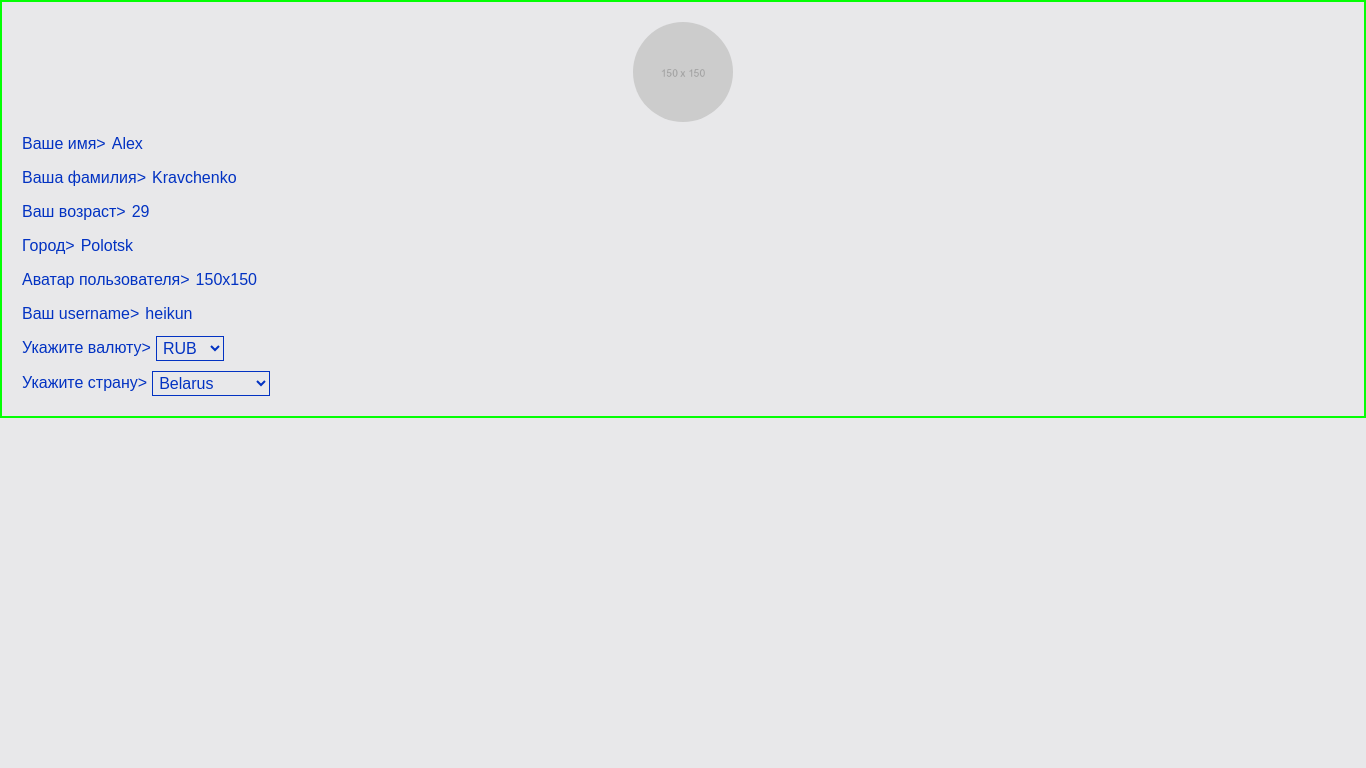 150 x 150
Ваше имя> Alex
Ваша фамилия> Kravchenko
Ваш возраст> 29
Город> Polotsk
Аватар пользователя> 150x150
Ваш username> heikun
Укажите валюту> RUB
Укажите страну> Belarus